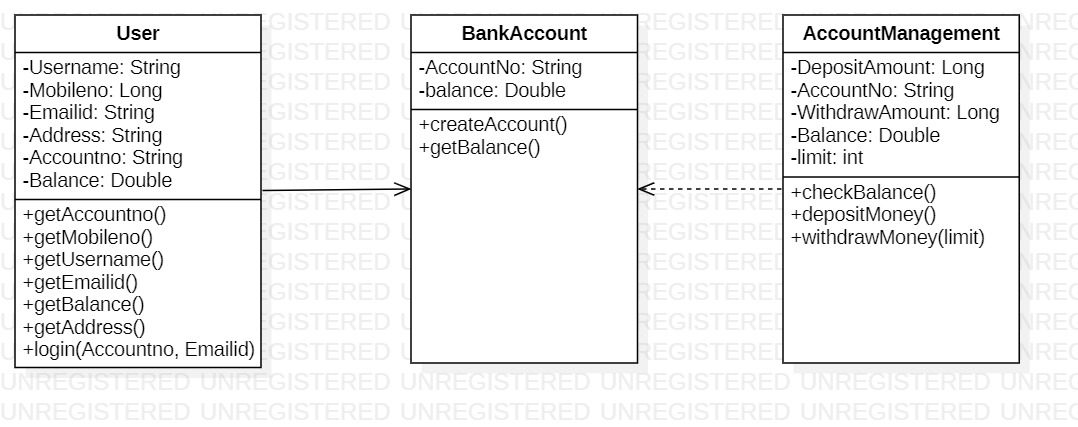 User
-Username: String
-Mobileno: Long
-Emailid: String
-Address: String
-Accountno: String
-Balance: Double
+getAccountno()
+getMobileno()
+getUsername()
+getEmailid()
+getBalance()
+getAddress()
+login(Accountno, Emailid)
BankAccount
-AccountNo: String
-balance: Double
+createAccount()
+getBalance()
AccountManagement
-DepositAmount: Long
-AccountNo: String
-WithdrawAmount: Long
-Balance: Double
-limit: int
+checkBalance()
+depositMoney()
+withdrawMoney(limit)
UNREGISTERED UNREGISTERED UNREGISTERED UNREGISTERED UNREGISTERED
UNREGISTERED UNREGISTERED UNREGISTERED UNREGISTERED UNREGISTERED